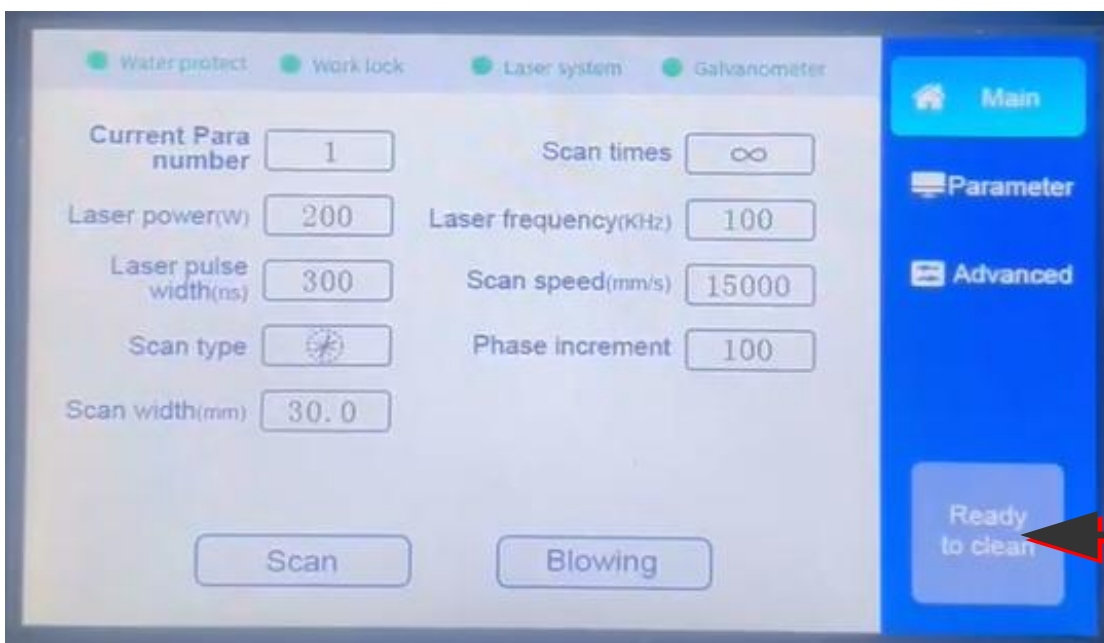 Water protect
Work lock
Laser system
Galvanometer
Current Para
number
1
Scan times
∞
Laser power(W)
200
Laser frequency(KHz)
100
Laser pulse
width(ns)
300
Scan speed(mm/s)
15000
Scan type
Phase increment
100
Scan width(mm)
30.0
Scan
Blowing
Main
Parameter
Advanced
Ready
to clean